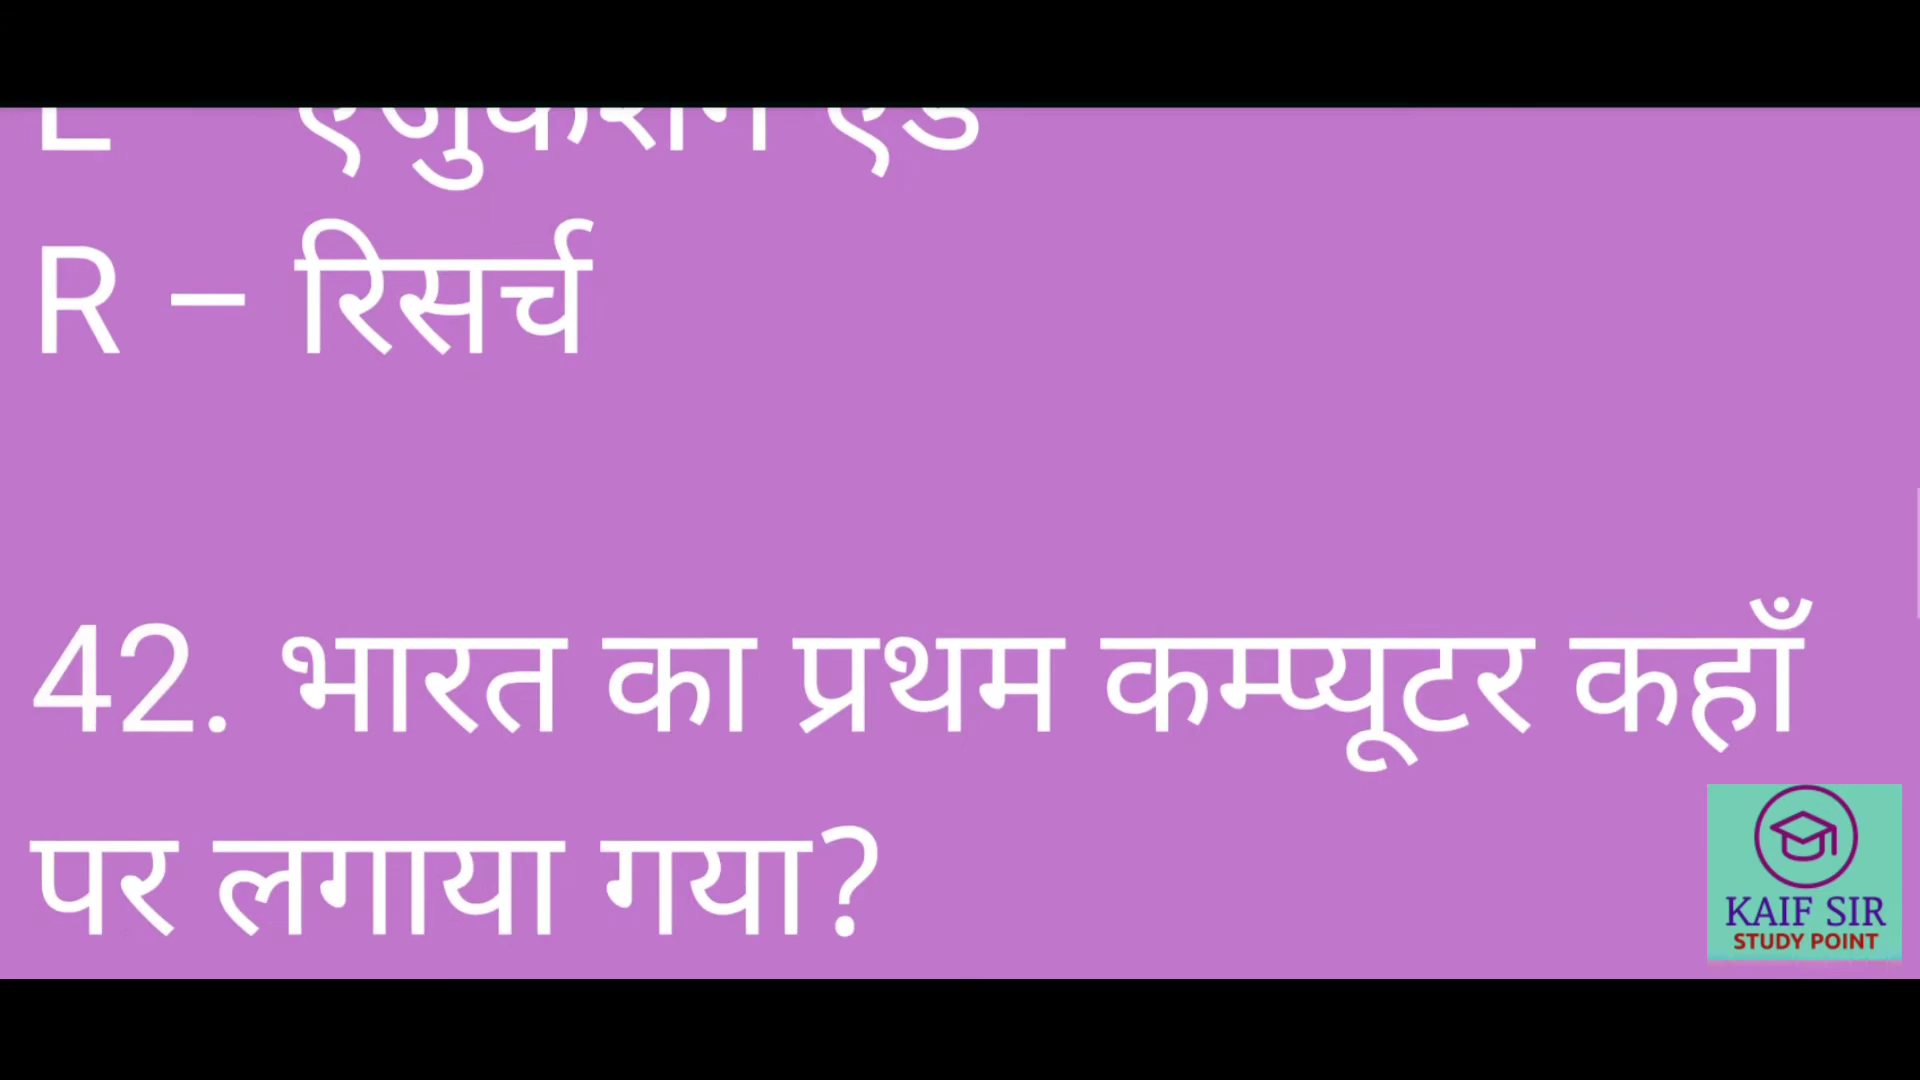 R – रिसर्च
42. भारत का प्रथम कम्प्यूटर कहाँ
पर लगाया गया?
KAIF SIR
STUDY POINT